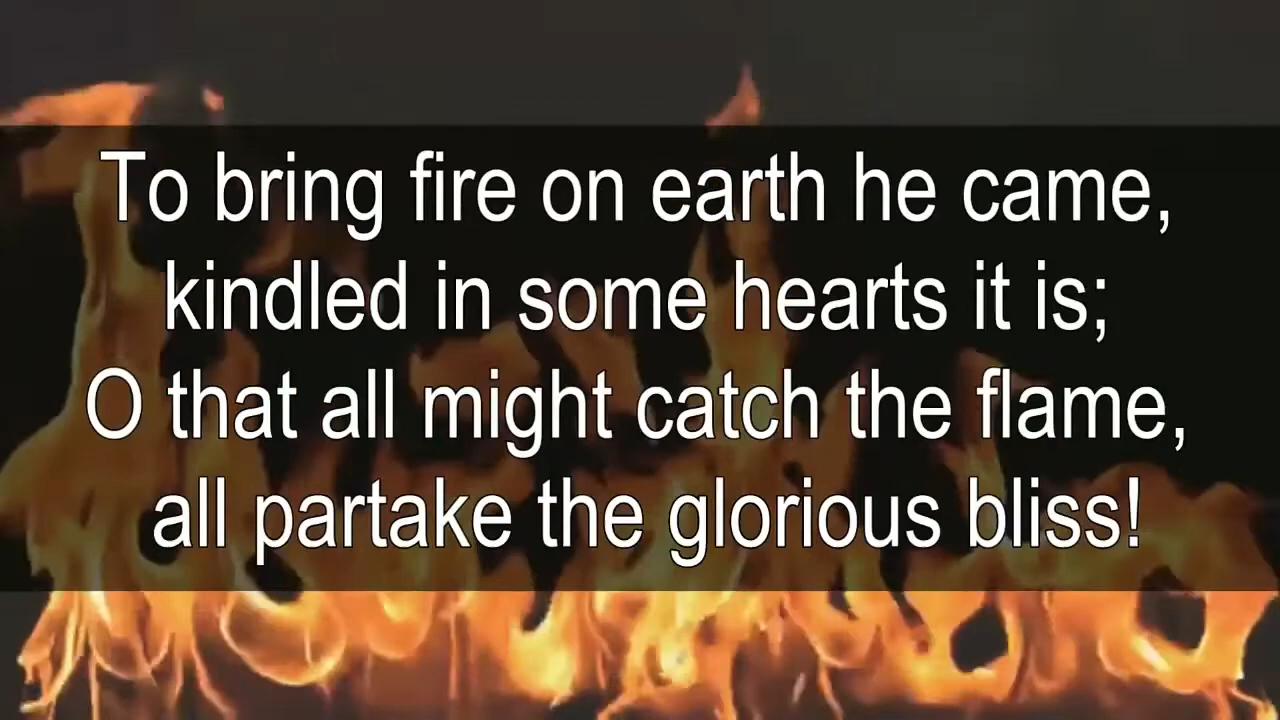 To bring fire on earth he came,
kindled in some hearts it is;
O that all might catch the flame,
all partake the glorious bliss!